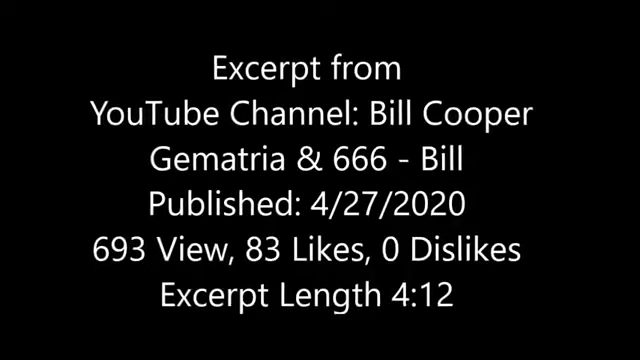 Excerpt from
YouTube Channel: Bill Cooper
Gematria & 666 - Bill
Published: 4/27/2020
693 View, 83 Likes, 0 Dislikes
Excerpt Length 4:12